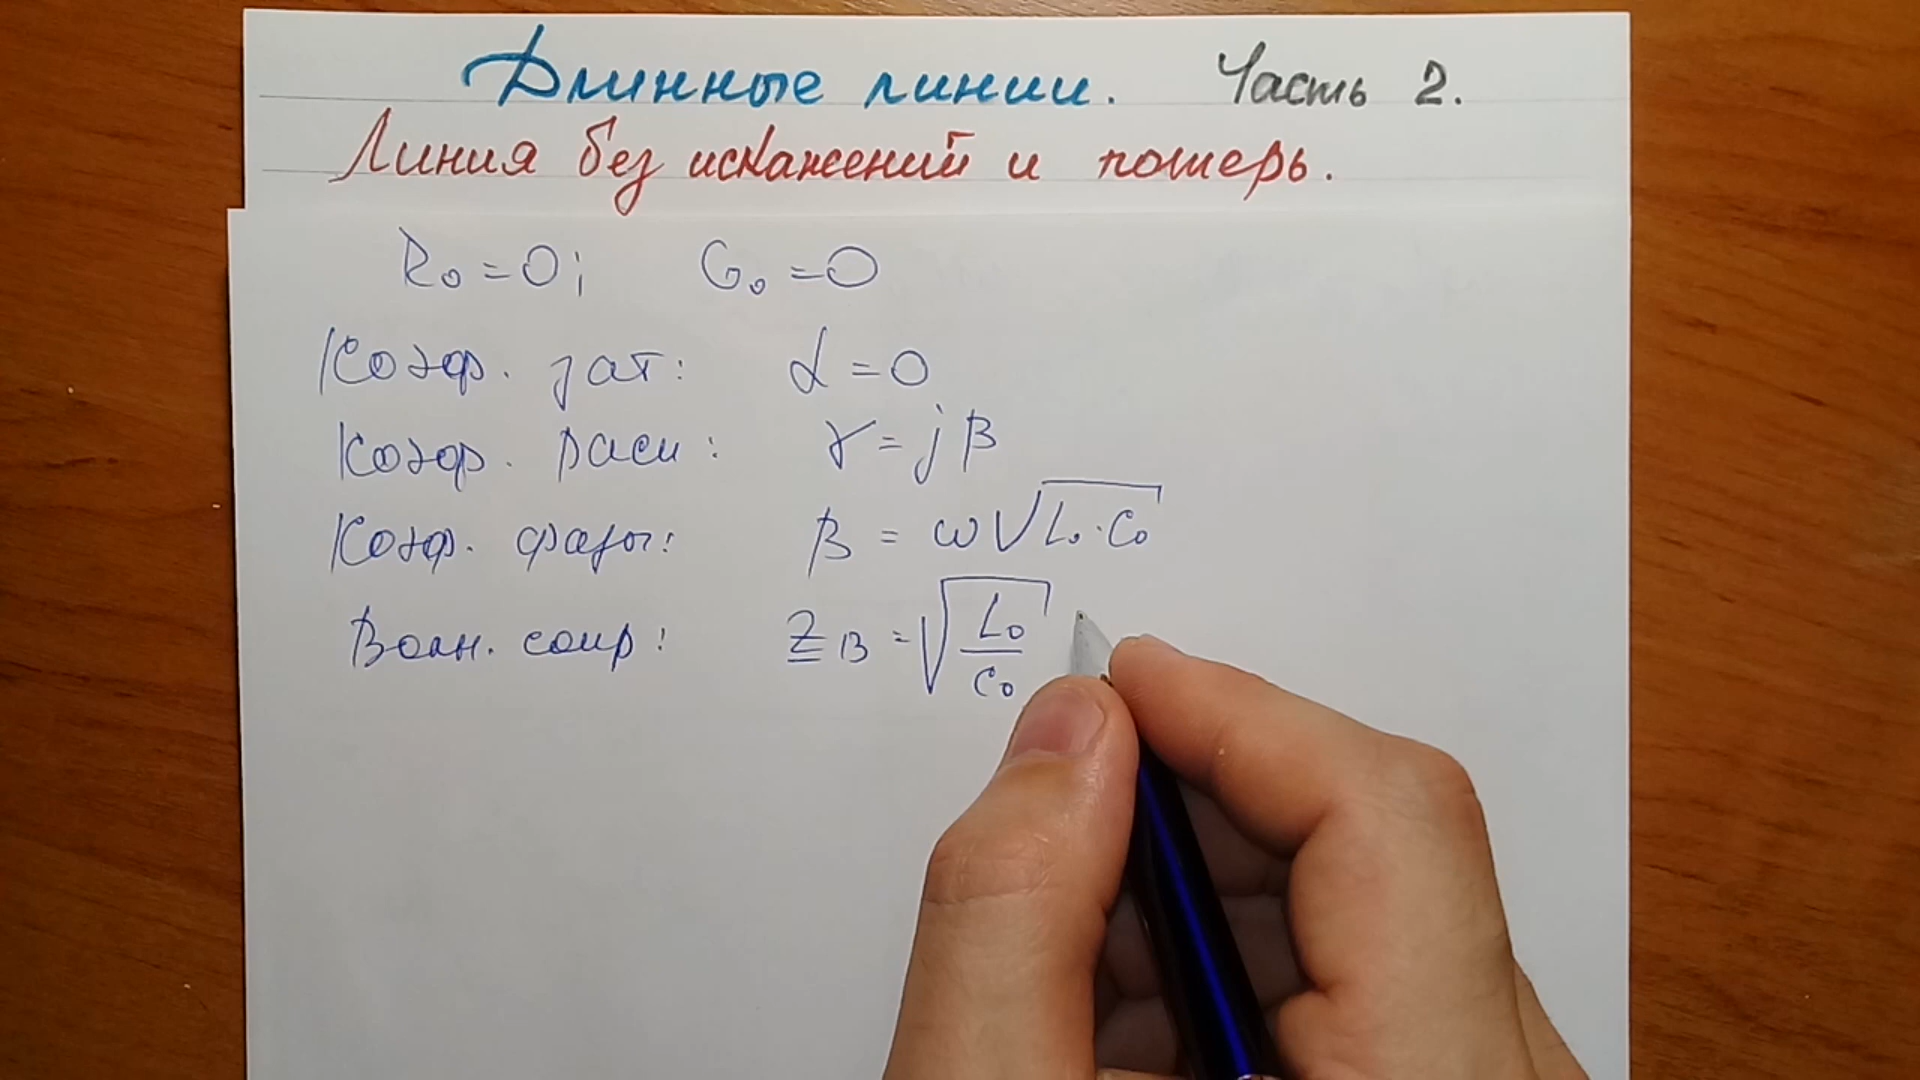 Длинные линии. Часть 2.
Линия без искажений и потерь.
R₀ = 0; G₀ = 0
Коэф. зат: α = 0
Коэф. расп: γ = jβ
Коэф. фазы: β = ω√(L₀·C₀)
Волн. сопр: Z_В = √(L₀/C₀)